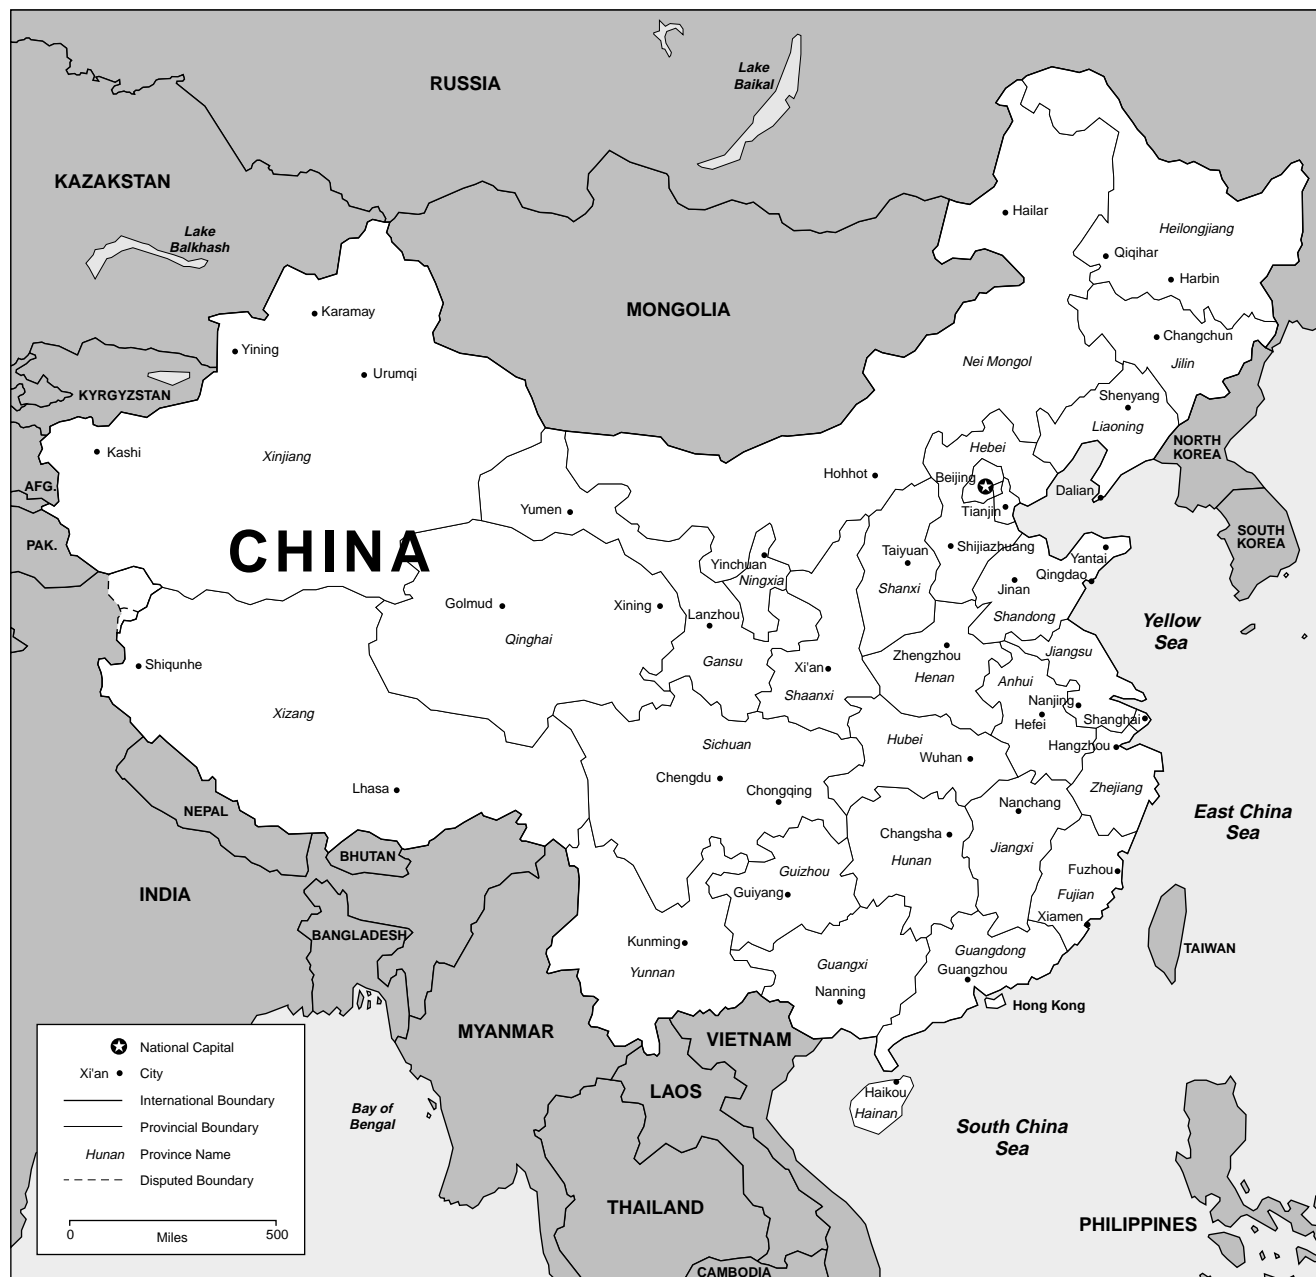 RUSSIA
Lake
Baikal
KAZAKSTAN
Hailar
Lake
Balkhash
Heilongjiang
Qiqihar
Harbin
Karamay
MONGOLIA
Changchun
Yining
Nei Mongol
Jilin
Urumqi
KYRGYZSTAN
Shenyang
Liaoning
Kashi
Xinjiang
Hebei
NORTH
KOREA
Hohhot
Beijing
AFG.
Dalian
Yumen
Tianjin
SOUTH
KOREA
PAK.
CHINA
Taiyuan
Shijiazhuang
Yantai
Yinchuan
Ningxia
Qingdao
Shanxi
Jinan
Golmud
Xining
Lanzhou
Shandong
Yellow
Sea
Qinghai
Zhengzhou
Jiangsu
Shiqunhe
Gansu
Xi'an
Henan
Anhui
Shaanxi
Nanjing
Xizang
Hefei
Shanghai
Sichuan
Hubei
Hangzhou
Wuhan
Chengdu
Lhasa
Chongqing
Zhejiang
Nanchang
NEPAL
East China
Sea
Changsha
Jiangxi
BHUTAN
Hunan
Guizhou
Fuzhou
INDIA
Guiyang
Fujian
Xiamen
BANGLADESH
Kunming
Guangdong
TAIWAN
Yunnan
Guangxi
Guangzhou
Nanning
Hong Kong
MYANMAR
VIETNAM
National Capital
Xi'an
City
LAOS
Haikou
International Boundary
Hainan
Bay of
Bengal
Provincial Boundary
South China
Sea
Hunan
Province Name
Disputed Boundary
THAILAND
PHILIPPINES
0
500
Miles
CAMBODIA